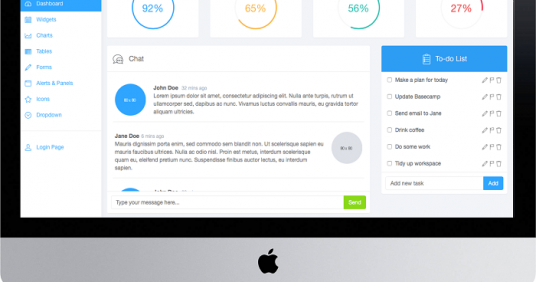 Dashboard
92%
65%
56%
27%
Widgets
Charts
Tables
Forms
Alerts & Panels
Icons
Dropdown
Login Page
Chat
John Doe 32 mins ago
Lorem ipsum dolor sit amet, consectetur adipiscing elit. Nulla ante turpis, rutrum ut
ullamcorper sed, dapibus ac nunc. Vivamus luctus convallis mauris, eu gravida tortor
aliquam ultricies.
Jane Doe 6 mins ago
Mauris dignissim porta enim, sed commodo sem blandit non. Ut scelerisque sapien eu
mauris faucibus ultrices. Nulla ac odio nisl. Proin est metus, interdum scelerisque
quam eu, eleifend pretium nunc. Suspendisse finibus auctor lectus, eu interdum
sapien.
John Doe
Type your message here...
Send
To-do List
Make a plan for today
Update Basecamp
Send email to Jane
Drink coffee
Do some work
Tidy up workspace
Add new task
Add